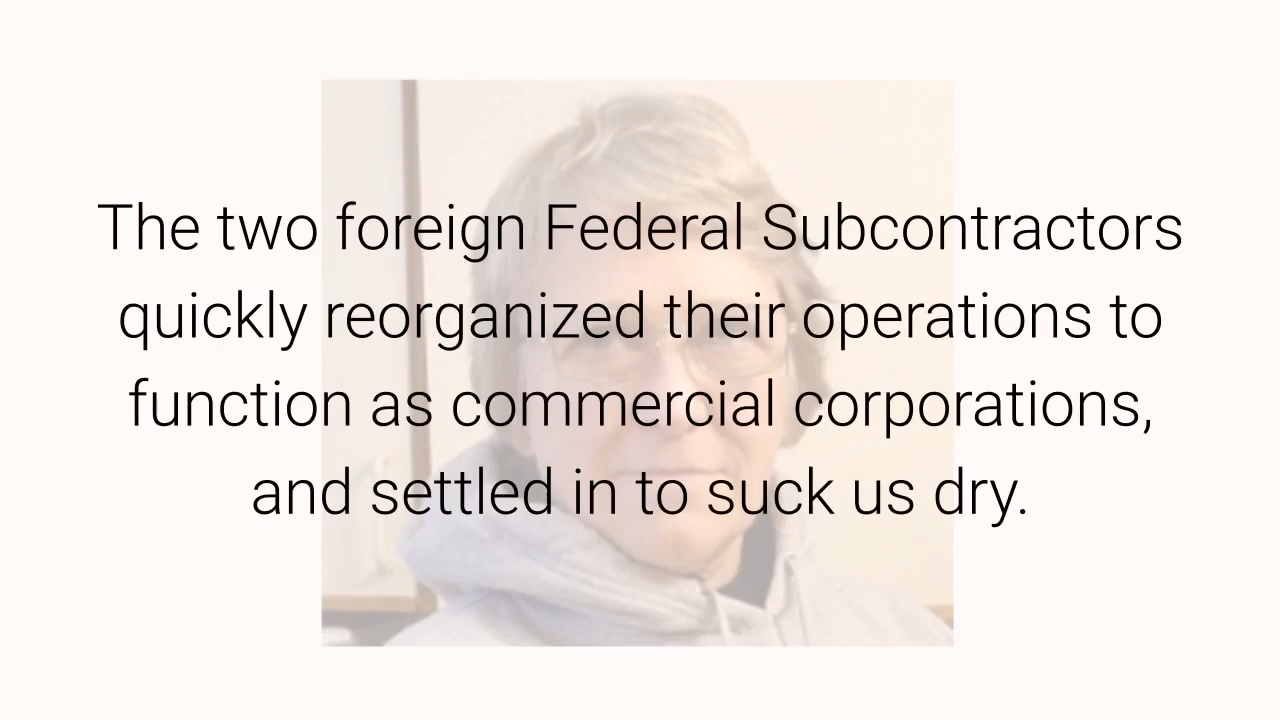 The two foreign Federal Subcontractors
quickly reorganized their operations to
function as commercial corporations,
and settled in to suck us dry.